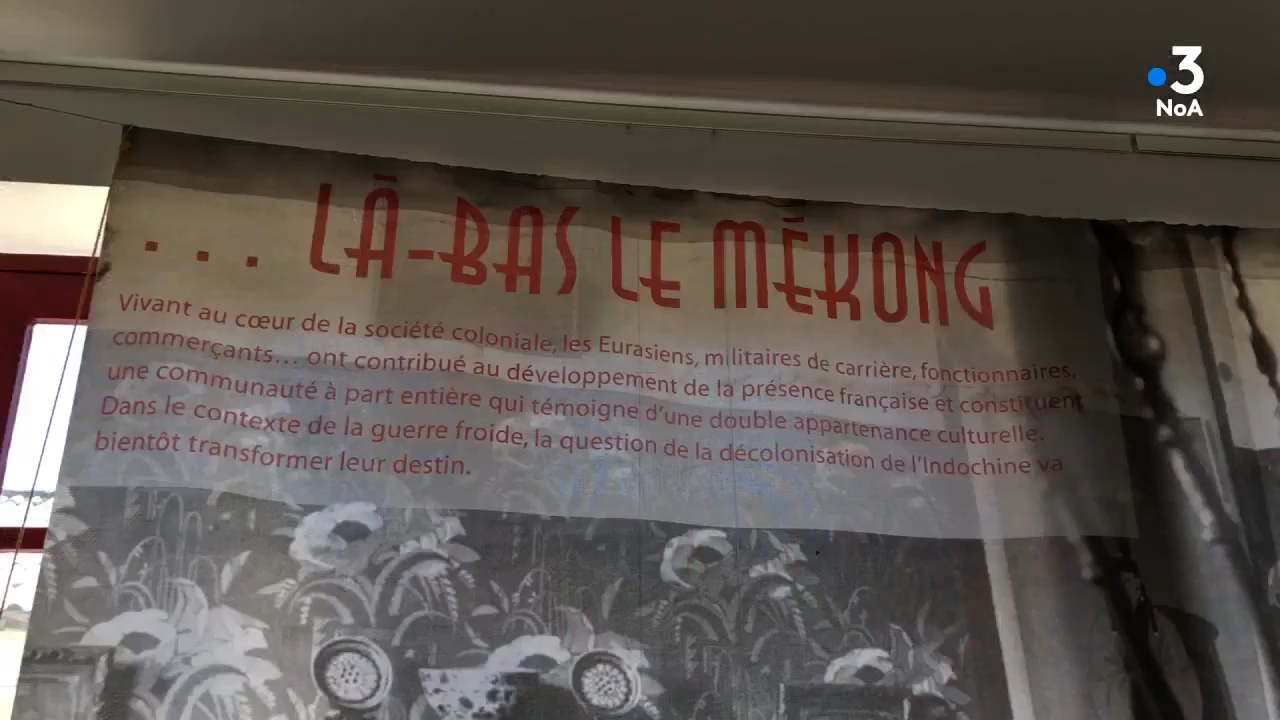 3
NoA
... LÀ-BAS LE MÉKONG
Vivant au cœur de la société coloniale, les Eurasiens, militaires de carrière, fonctionnaires,
commerçants... ont contribué au développement de la présence française et constituent
une communauté à part entière qui témoigne d'une double appartenance culturelle.
Dans le contexte de la guerre froide, la question de la décolonisation de l'Indochine va
bientôt transformer leur destin.